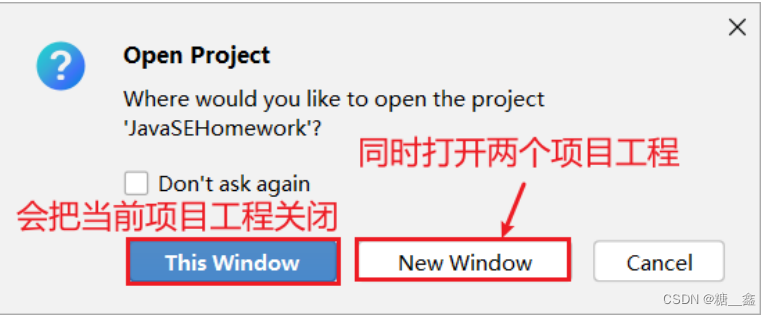 Open Project
Where would you like to open the project
'JavaSEHomework'?
同时打开两个项目工程
Don't ask again
会把当前项目工程关闭
This Window
New Window
Cancel
CSDN @糖__鑫